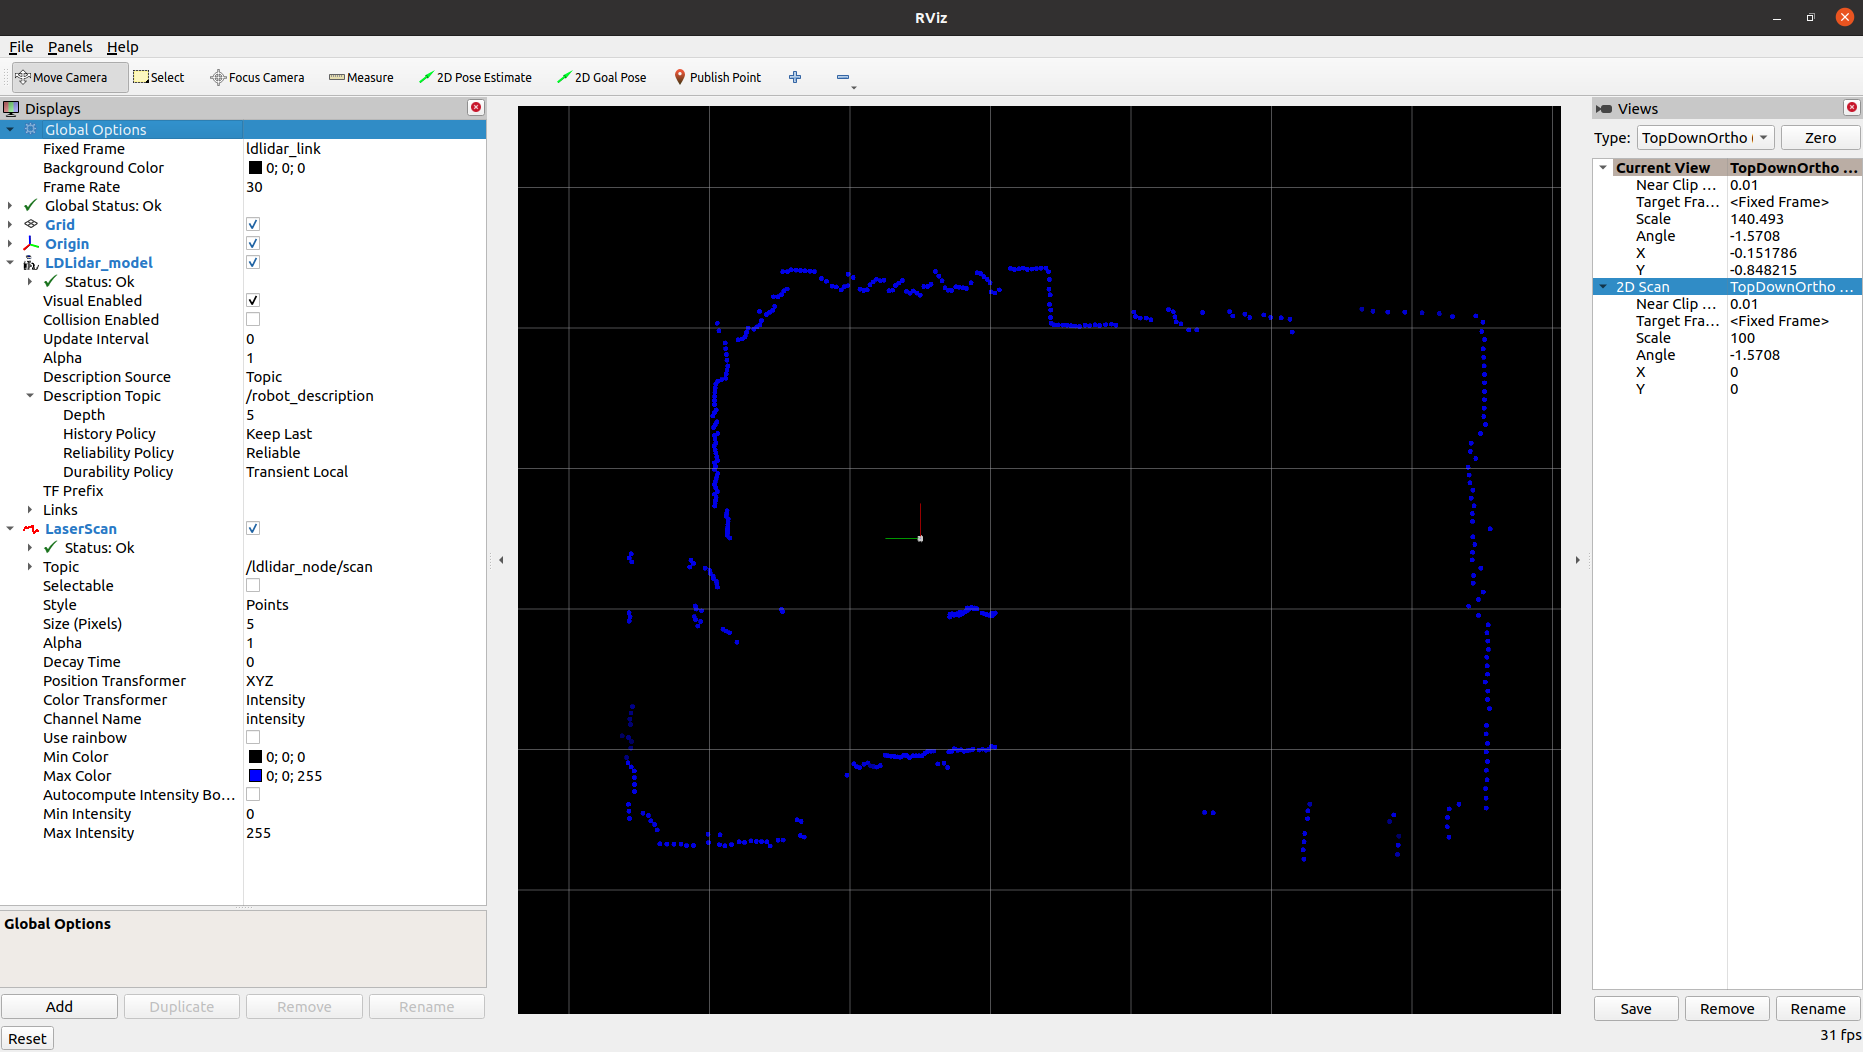 RViz
File Panels Help
Move Camera Select Focus Camera Measure 2D Pose Estimate 2D Goal Pose Publish Point
Displays
Global Options
Fixed Frame ldlidar_link
Background Color 0; 0; 0
Frame Rate 30
Global Status: Ok
Grid
Origin
LDLidar_model
Status: Ok
Visual Enabled
Collision Enabled
Update Interval 0
Alpha 1
Description Source Topic
Description Topic /robot_description
Depth 5
History Policy Keep Last
Reliability Policy Reliable
Durability Policy Transient Local
TF Prefix
Links
LaserScan
Status: Ok
Topic /ldlidar_node/scan
Selectable
Style Points
Size (Pixels) 5
Alpha 1
Decay Time 0
Position Transformer XYZ
Color Transformer Intensity
Channel Name intensity
Use rainbow
Min Color 0; 0; 0
Max Color 0; 0; 255
Autocompute Intensity Bo...
Min Intensity 0
Max Intensity 255
Global Options
Add Duplicate Remove Rename
Reset
Views
Type: TopDownOrtho ( Zero
Current View TopDownOrtho ...
Near Clip ... 0.01
Target Fra... <Fixed Frame>
Scale 140.493
Angle -1.5708
X -0.151786
Y -0.848215
2D Scan TopDownOrtho ...
Near Clip ... 0.01
Target Fra... <Fixed Frame>
Scale 100
Angle -1.5708
X 0
Y 0
Save Remove Rename
31 fps